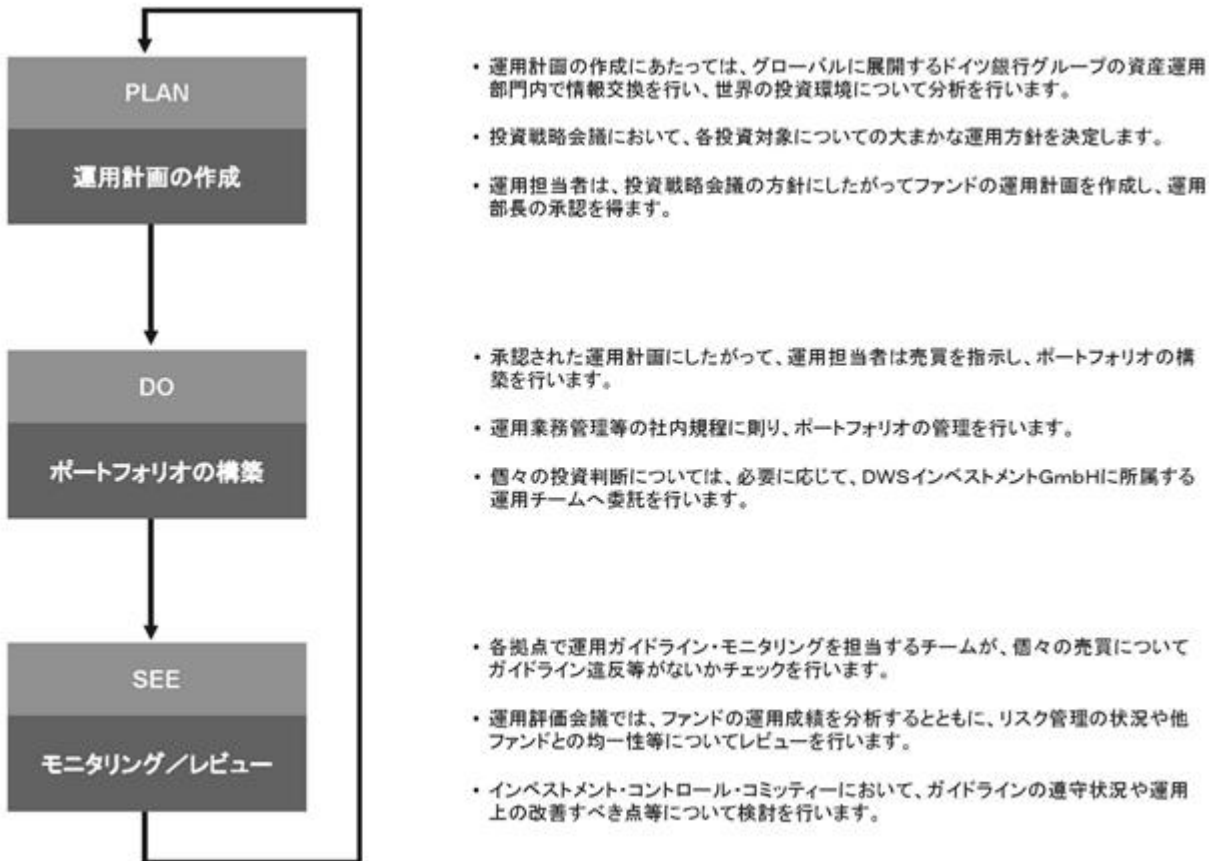 PLAN
運用計画の作成
・運用計画の作成にあたっては、グローバルに展開するドイツ銀行グループの資産運用
部門内で情報交換を行い、世界の投資環境について分析を行います。
・投資戦略会議において、各投資対象についての大まかな運用方針を決定します。
・運用担当者は、投資戦略会議の方針にしたがってファンドの運用計画を作成し、運用
部長の承認を得ます。
DO
ポートフォリオの構築
・承認された運用計画にしたがって、運用担当者は売買を指示し、ポートフォリオの構
築を行います。
・運用業務管理等の社内規程に則り、ポートフォリオの管理を行います。
・個々の投資判断については、必要に応じて、DWSインベストメントGmbHに所属する
運用チームへ委託を行います。
SEE
モニタリング／レビュー
・各拠点で運用ガイドライン・モニタリングを担当するチームが、個々の売買について
ガイドライン違反等がないかチェックを行います。
・運用評価会議では、ファンドの運用成績を分析するとともに、リスク管理の状況や他
ファンドとの均一性等についてレビューを行います。
・インベストメント・コントロール・コミッティーにおいて、ガイドラインの遵守状況や運用
上の改善すべき点等について検討を行います。